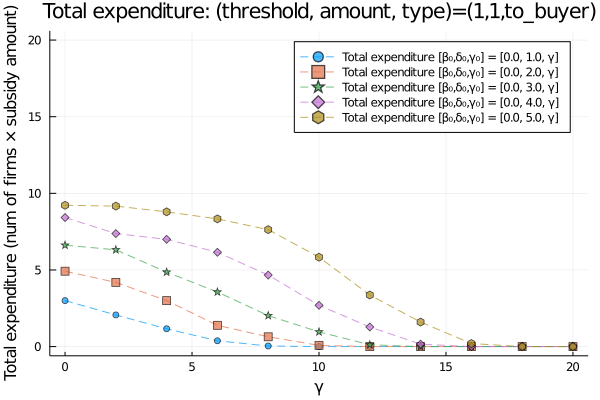 Total expenditure: (threshold, amount, type)=(1,1,to_buyer)
Total expenditure (num of firms × subsidy amount)
20
15
10
5
0
Total expenditure [β₀,δ₀,γ₀] = [0.0, 1.0, γ]
Total expenditure [β₀,δ₀,γ₀] = [0.0, 2.0, γ]
Total expenditure [β₀,δ₀,γ₀] = [0.0, 3.0, γ]
Total expenditure [β₀,δ₀,γ₀] = [0.0, 4.0, γ]
Total expenditure [β₀,δ₀,γ₀] = [0.0, 5.0, γ]
0 5 10 15 20
γ